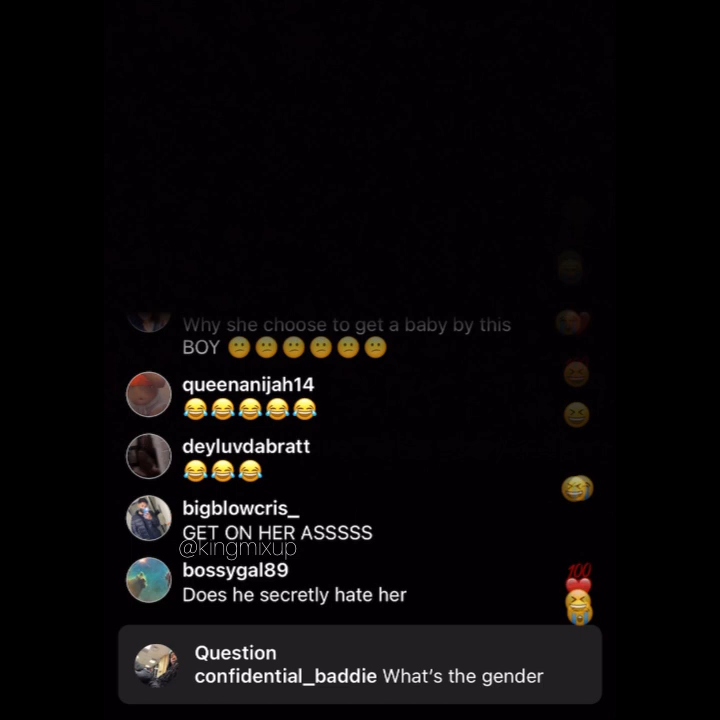 Why she choose to get a baby by this
BOY 😕😕😕😕😕😕
queenanijah14
😂😂😂😂😂
deyluvdabratt
😂😂😂
bigblowcris_
GET ON HER ASSSSS
@kingmixup
bossygal89
Does he secretly hate her
100
Question
confidential_baddie What's the gender